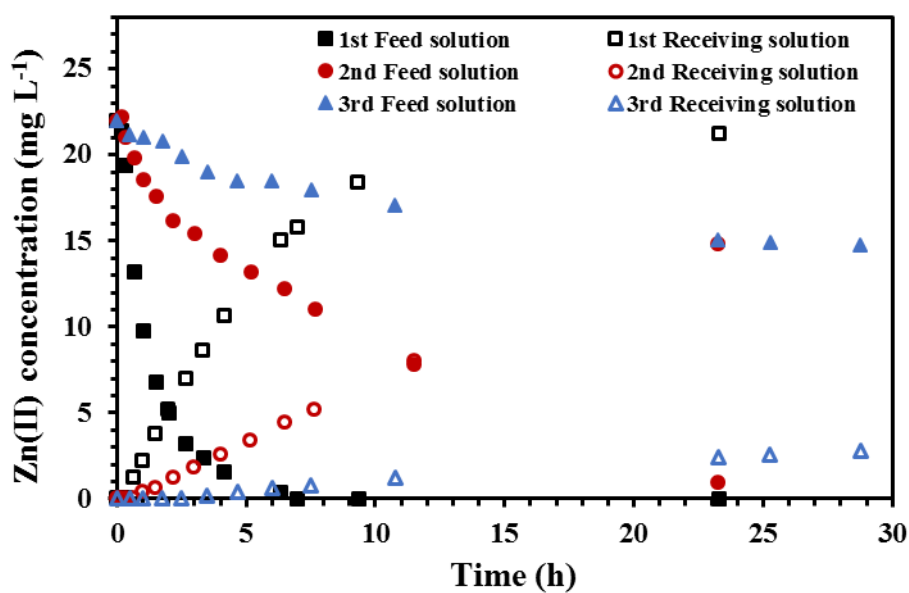 1st Feed solution
1st Receiving solution
2nd Feed solution
2nd Receiving solution
3rd Feed solution
3rd Receiving solution
Zn(II) concentration (mg L⁻¹)
25
20
15
10
5
0
0 5 10 15 20 25 30
Time (h)